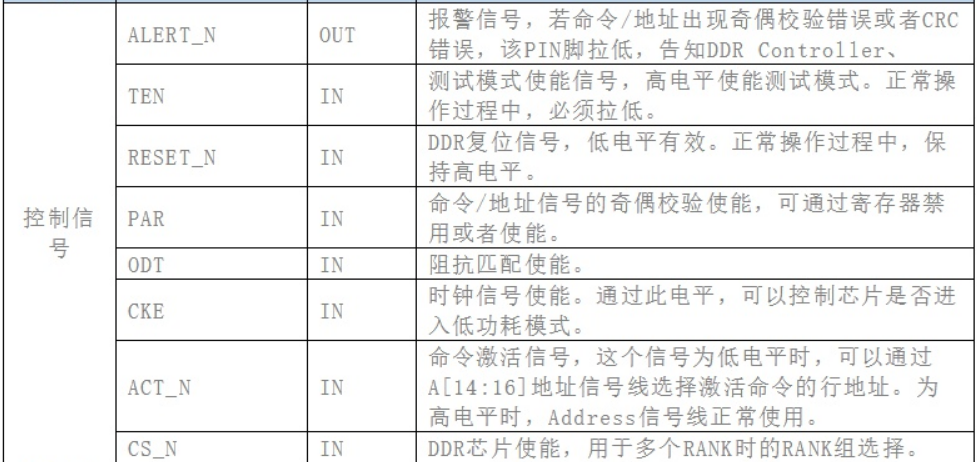 ALERT_N OUT 报警信号，若命令/地址出现奇偶校验错误或者CRC
错误，该PIN脚拉低，告知DDR Controller、
TEN IN 测试模式使能信号，高电平使能测试模式。正常操
作过程中，必须拉低。
RESET_N IN DDR复位信号，低电平有效。正常操作过程中，保
持高电平。
控制信
号
PAR IN 命令/地址信号的奇偶校验使能，可通过寄存器禁
用或者使能。
ODT IN 阻抗匹配使能。
CKE IN 时钟信号使能。通过此电平，可以控制芯片是否进
入低功耗模式。
ACT_N IN 命令激活信号，这个信号为低电平时，可以通过
A[14:16]地址信号线选择激活命令的行地址。为
高电平时，Address信号线正常使用。
CS_N IN DDR芯片使能，用于多个RANK时的RANK组选择。